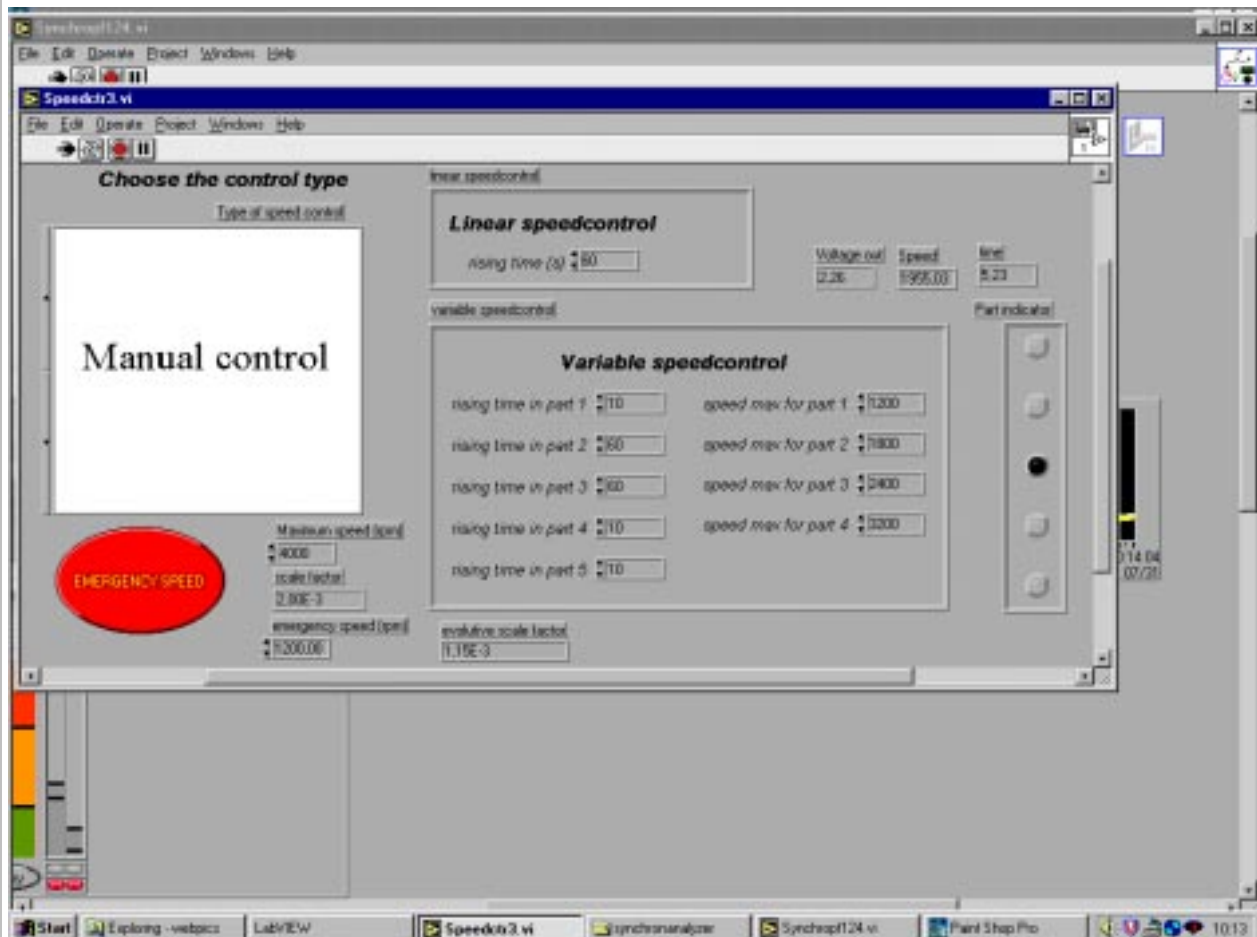 Synchropf124.vi
File Edit Operate Project Windows Help
Speedctr3.vi
File Edit Operate Project Windows Help
Choose the control type
Type of speed control
Manual control
EMERGENCY SPEED
Maximum speed (rpm)
4000
scale factor
2.00E-3
emergency speed (rpm)
1200.00
linear speedcontrol
Linear speedcontrol
rising time (s) 60
Voltage out Speed time
2.26 1955.03 5.23
variable speedcontrol
Part indicator
Variable speedcontrol
rising time in part 1 10 speed max for part 1 1200
rising time in part 2 60 speed max for part 2 1800
rising time in part 3 60 speed max for part 3 2400
rising time in part 4 10 speed max for part 4 3200
rising time in part 5 10
evolutive scale factor
1.15E-3
07/31
Start Exploring - webpics LabVIEW Speedctr3.vi synchronanalyzer Synchropf124.vi Paint Shop Pro 10:13